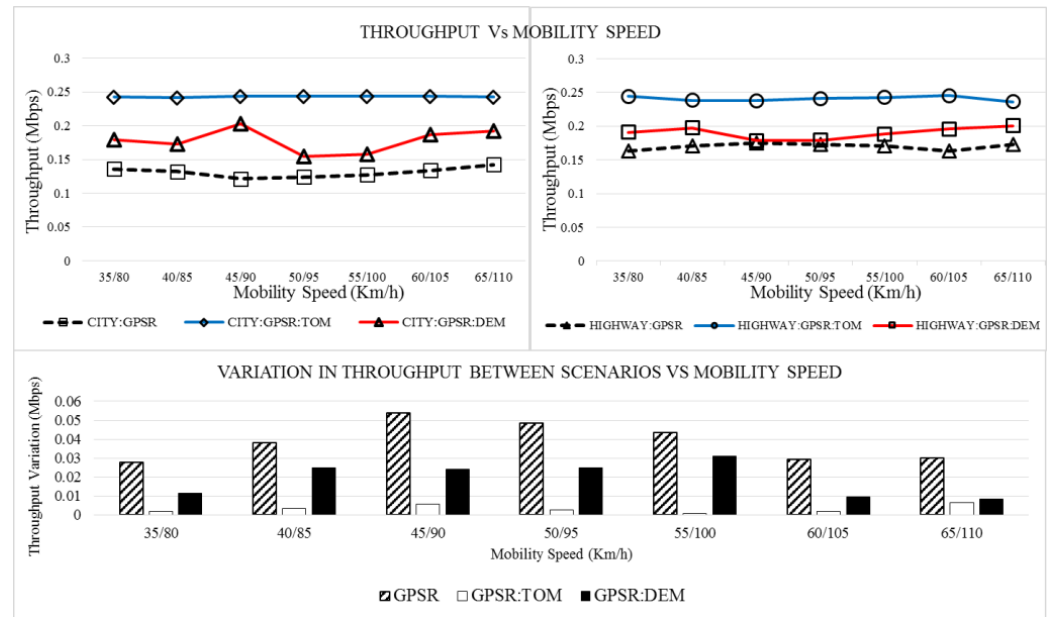 THROUGHPUT Vs MOBILITY SPEED
Throughput (Mbps)
0.3
0.25
0.2
0.15
0.1
0.05
0
35/80 40/85 45/90 50/95 55/100 60/105 65/110
Mobility Speed (Km/h)
CITY:GPSR CITY:GPSR:TOM CITY:GPSR:DEM
Throughput (Mbps)
0.3
0.25
0.2
0.15
0.1
0.05
0
35/80 40/85 45/90 50/95 55/100 60/105 65/110
Mobility Speed (Km/h)
HIGHWAY:GPSR HIGHWAY:GPSR:TOM HIGHWAY:GPSR:DEM
VARIATION IN THROUGHPUT BETWEEN SCENARIOS VS MOBILITY SPEED
Throughput Variation (Mbps)
0.06
0.05
0.04
0.03
0.02
0.01
0
35/80 40/85 45/90 50/95 55/100 60/105 65/110
Mobility Speed (Km/h)
GPSR GPSR:TOM GPSR:DEM